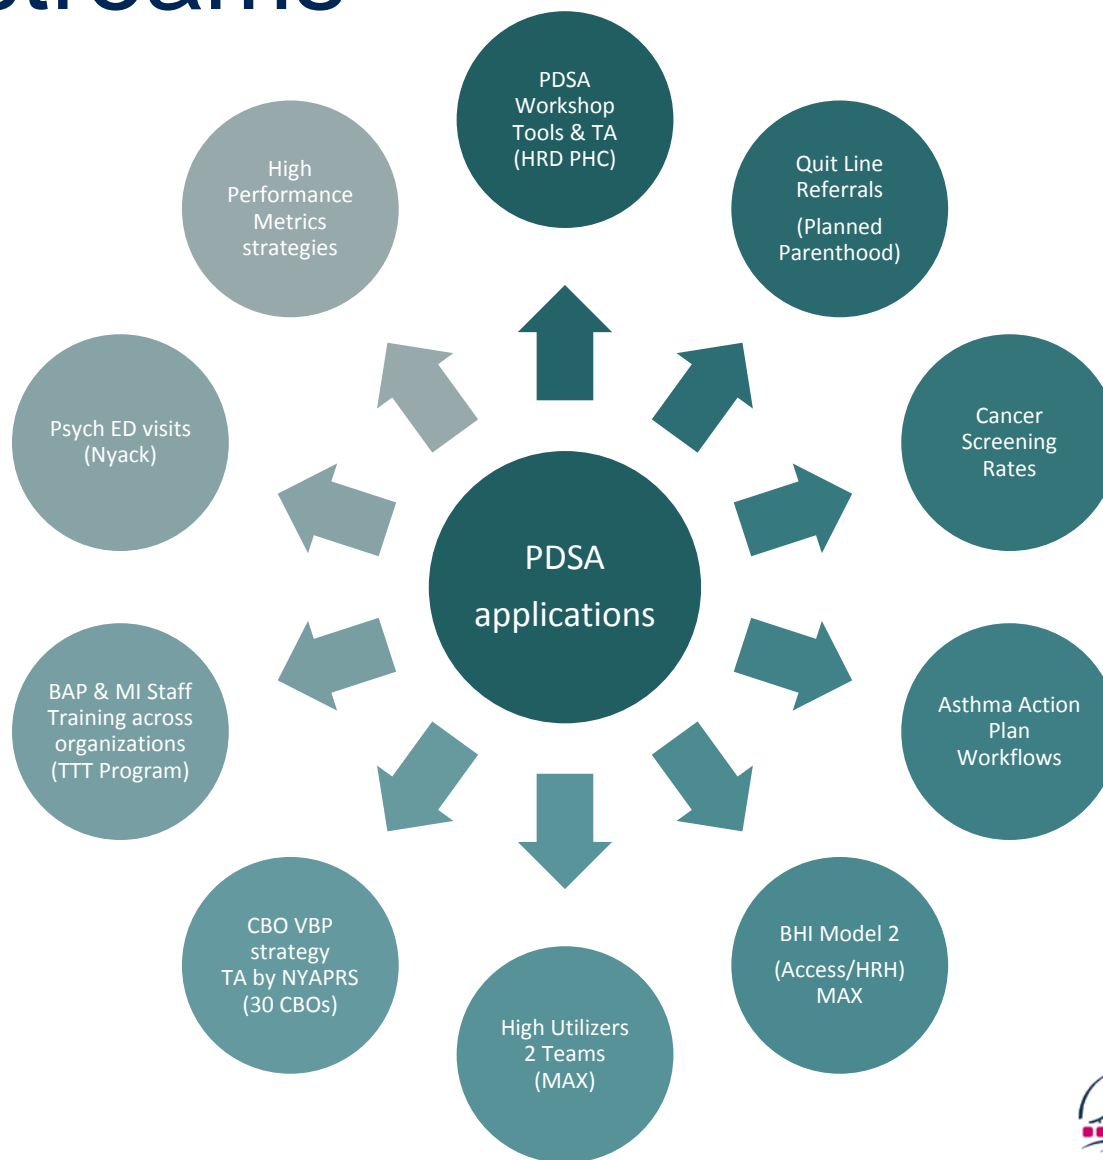 streams
PDSA
Workshop
Tools & TA
(HRD PHC)
Quit Line
Referrals
(Planned
Parenthood)
Cancer
Screening
Rates
Asthma Action
Plan
Workflows
BHI Model 2
(Access/HRH)
MAX
High Utilizers
2 Teams
(MAX)
CBO VBP
strategy
TA by NYAPRS
(30 CBOs)
BAP & MI Staff
Training across
organizations
(TTT Program)
Psych ED visits
(Nyack)
High
Performance
Metrics
strategies
PDSA
applications